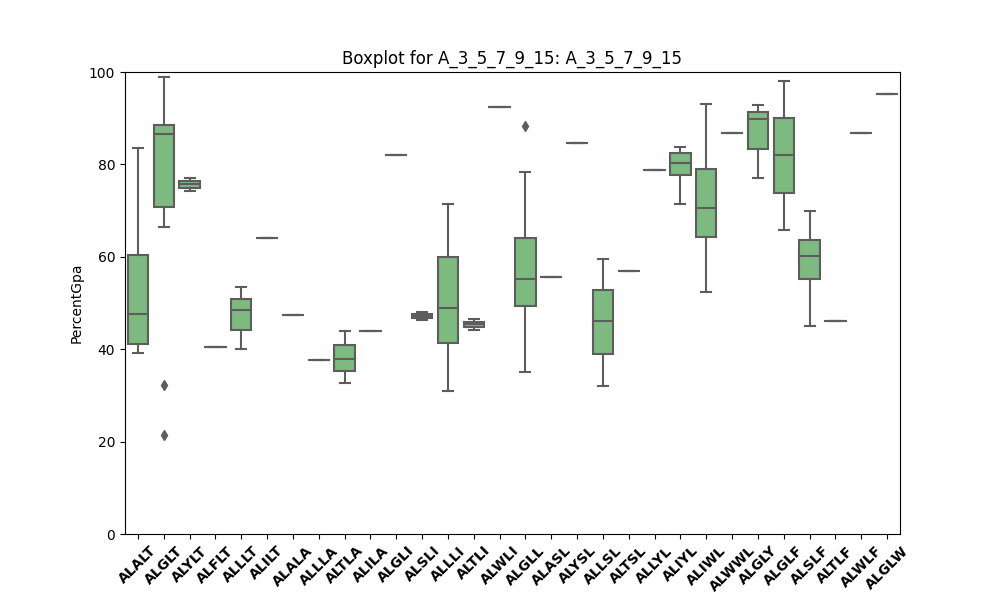 Boxplot for A_3_5_7_9_15: A_3_5_7_9_15
100
80
60
40
20
0
PercentGpa
ALALT
ALGLT
ALYLT
ALFLT
ALLLT
ALILT
ALALA
ALLLA
ALTLA
ALILA
ALGLI
ALSLI
ALLLI
ALTLI
ALWLI
ALGLL
ALASL
ALYSL
ALLSL
ALTSL
ALLYL
ALIYL
ALIWL
ALWWL
ALGLY
ALGLF
ALSLF
ALTLF
ALWLF
ALGLW